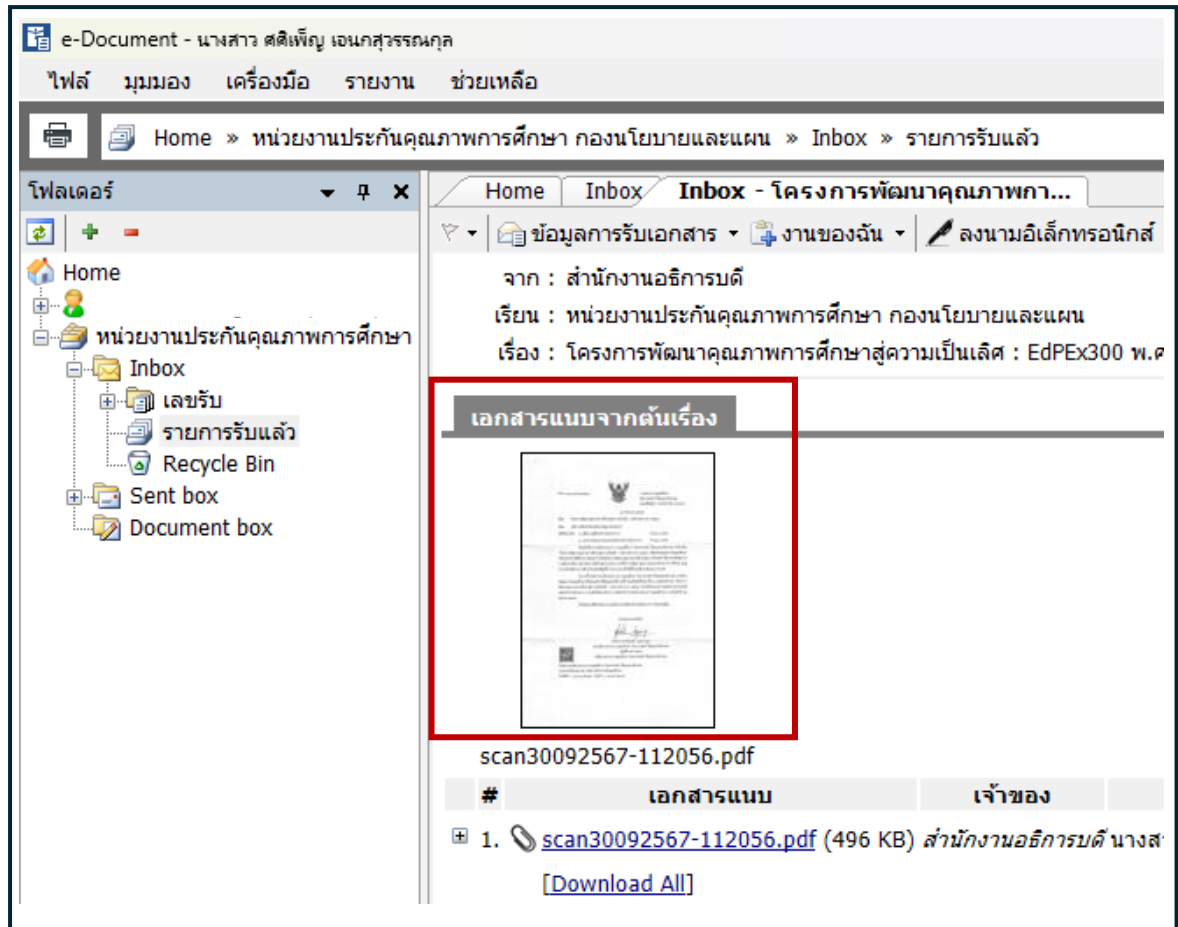 e-Document - นางสาว ศศิเพ็ญ เอนกสุวรรณกุล
ไฟล์ มุมมอง เครื่องมือ รายงาน ช่วยเหลือ
Home » หน่วยงานประกันคุณภาพการศึกษา กองนโยบายและแผน » Inbox » รายการรับแล้ว
โฟลเดอร์
Home
หน่วยงานประกันคุณภาพการศึกษา
Inbox
เลขรับ
รายการรับแล้ว
Recycle Bin
Sent box
Document box
Home Inbox Inbox - โครงการพัฒนาคุณภาพกา...
ข้อมูลการรับเอกสาร งานของฉัน ลงนามอิเล็กทรอนิกส์
จาก : สำนักงานอธิการบดี
เรียน : หน่วยงานประกันคุณภาพการศึกษา กองนโยบายและแผน
เรื่อง : โครงการพัฒนาคุณภาพการศึกษาสู่ความเป็นเลิศ : EdPEx300 พ.ศ
เอกสารแนบจากต้นเรื่อง
scan30092567-112056.pdf
# เอกสารแนบ เจ้าของ
1. scan30092567-112056.pdf (496 KB) สำนักงานอธิการบดี นางส
[Download All]